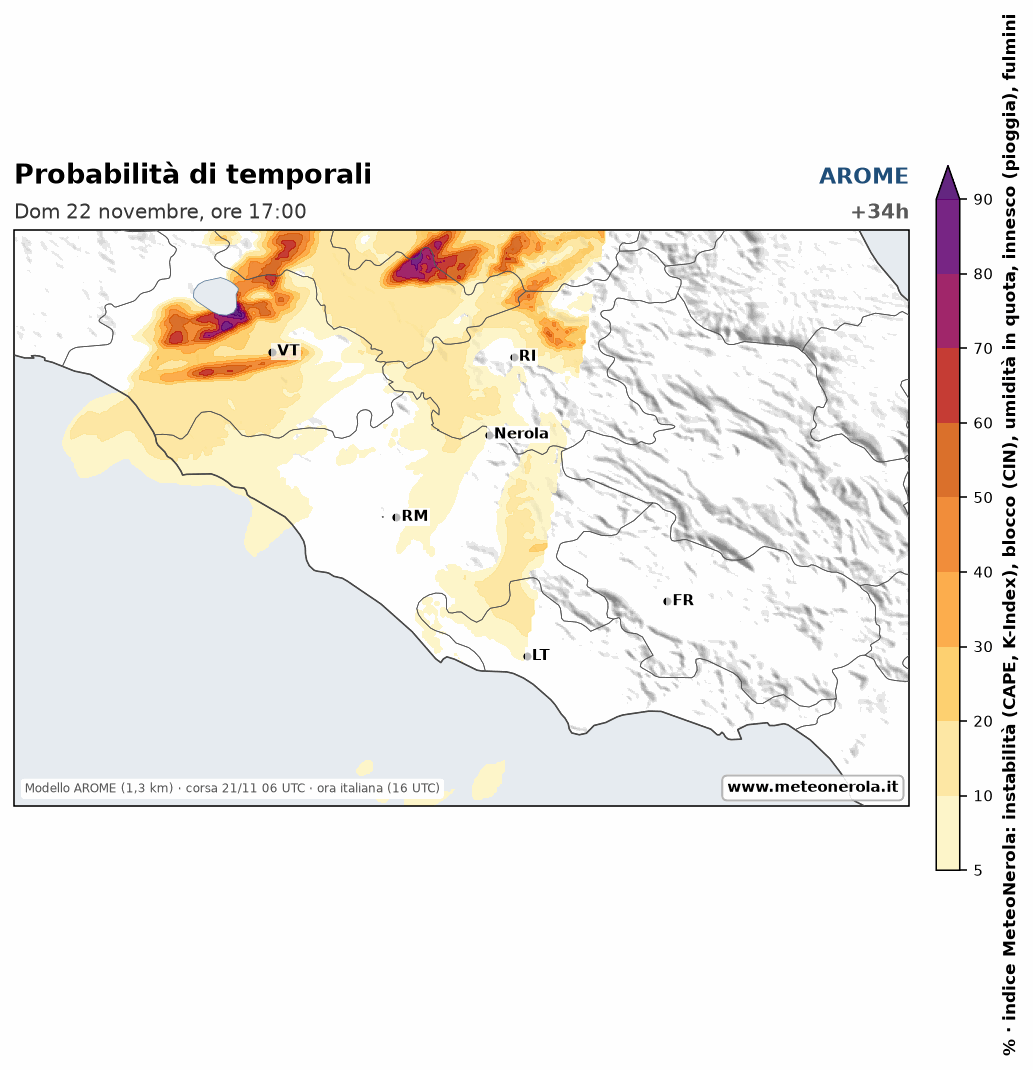 Probabilità di temporali
AROME
Dom 22 novembre, ore 17:00
+34h
VT
RI
Nerola
RM
FR
LT
Modello AROME (1,3 km) · corsa 21/11 06 UTC · ora italiana (16 UTC)
www.meteonerola.it
90
80
70
60
50
40
30
20
10
5
% · indice MeteoNerola: instabilità (CAPE, K-Index), blocco (CIN), umidità in quota, innesco (pioggia), fulmini